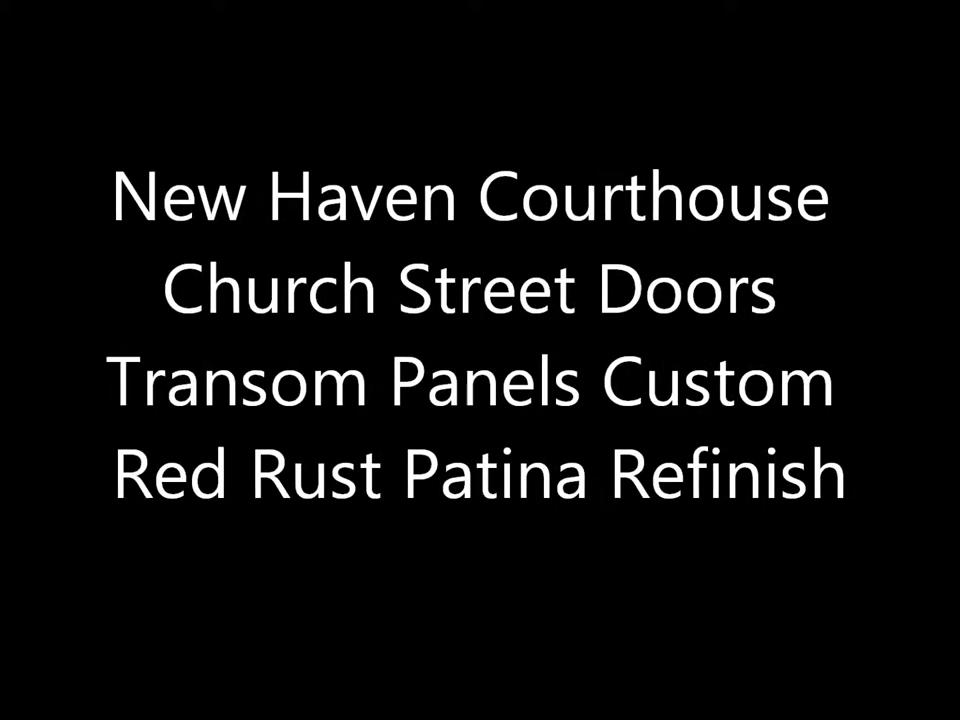 New Haven Courthouse
Church Street Doors
Transom Panels Custom
Red Rust Patina Refinish